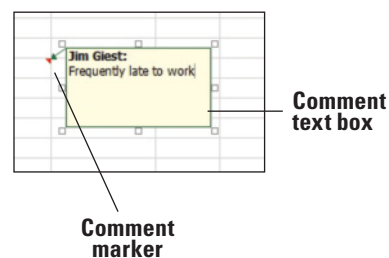 Jim Giest:
Frequently late to work
Comment
text box
Comment
marker